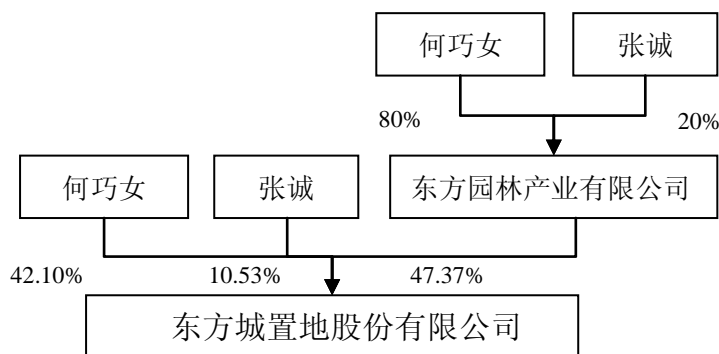 何巧女 张诚
80% 20%
何巧女 张诚 东方园林产业有限公司
42.10% 10.53% 47.37%
东方城置地股份有限公司